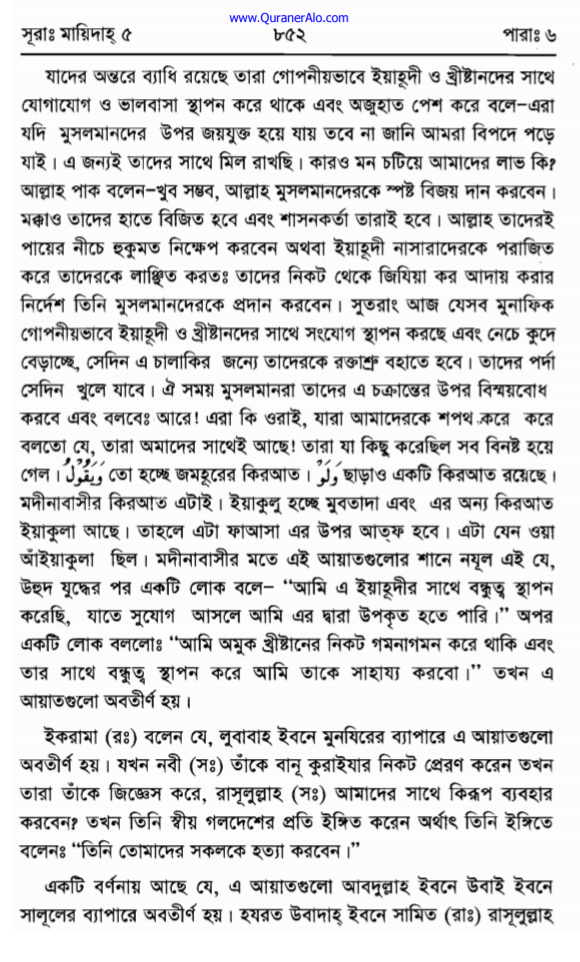 www.QuranerAlo.com
সূরাঃ মায়িদাহ্ ৫ ৮৫২ পারাঃ ৬
যাদের অন্তরে ব্যাধি রয়েছে তারা গোপনীয়ভাবে ইয়াহূদী ও খ্রীষ্টানদের সাথে
যোগাযোগ ও ভালবাসা স্থাপন করে থাকে এবং অজুহাত পেশ করে বলে-এরা
যদি মুসলমানদের উপর জয়যুক্ত হয়ে যায় তবে না জানি আমরা বিপদে পড়ে
যাই। এ জন্যই তাদের সাথে মিল রাখছি। কারও মন চটিয়ে আমাদের লাভ কি?
আল্লাহ পাক বলেন-খুব সম্ভব, আল্লাহ মুসলমানদেরকে স্পষ্ট বিজয় দান করবেন।
মক্কাও তাদের হাতে বিজিত হবে এবং শাসনকর্তা তারাই হবে। আল্লাহ তাদেরই
পায়ের নীচে হুকুমত নিক্ষেপ করবেন অথবা ইয়াহূদী নাসারাদেরকে পরাজিত
করে তাদেরকে লাঞ্ছিত করতঃ তাদের নিকট থেকে জিযিয়া কর আদায় করার
নির্দেশ তিনি মুসলমানদেরকে প্রদান করবেন। সুতরাং আজ যেসব মুনাফিক
গোপনীয়ভাবে ইয়াহূদী ও খ্রীষ্টানদের সাথে সংযোগ স্থাপন করছে এবং নেচে কুদে
বেড়াচ্ছে, সেদিন এ চালাকির জন্যে তাদেরকে রক্তাশ্রু বহাতে হবে। তাদের পর্দা
সেদিন খুলে যাবে। ঐ সময় মুসলমানরা তাদের এ চক্রান্তের উপর বিস্ময়বোধ
করবে এবং বলবেঃ আরে! এরা কি ওরাই, যারা আমাদেরকে শপথ করে করে
বলতো যে, তারা অমাদের সাথেই আছে! তারা যা কিছু করেছিল সব বিনষ্ট হয়ে
গেল। وَيَقُوْلُ তো হচ্ছে জমহূরের কিরআত। وَلَوْ ছাড়াও একটি কিরআত রয়েছে।
মদীনাবাসীর কিরআত এটাই। ইয়াকুলু হচ্ছে মুবতাদা এবং এর অন্য কিরআত
ইয়াকুলা আছে। তাহলে এটা ফাআসা এর উপর আত্ফ হবে। এটা যেন ওয়া
আঁইয়াকুলা ছিল। মদীনাবাসীর মতে এই আয়াতগুলোর শানে নযূল এই যে,
উহুদ যুদ্ধের পর একটি লোক বলে- “আমি এ ইয়াহূদীর সাথে বন্ধুত্ব স্থাপন
করেছি, যাতে সুযোগ আসলে আমি এর দ্বারা উপকৃত হতে পারি।” অপর
একটি লোক বললোঃ “আমি অমুক খ্রীষ্টানের নিকট গমনাগমন করে থাকি এবং
তার সাথে বন্ধুত্ব স্থাপন করে আমি তাকে সাহায্য করবো।” তখন এ
আয়াতগুলো অবতীর্ণ হয়।
ইকরামা (রঃ) বলেন যে, লুবাবাহ ইবনে মুনযিরের ব্যাপারে এ আয়াতগুলো
অবতীর্ণ হয়। যখন নবী (সঃ) তাঁকে বানূ কুরাইযার নিকট প্রেরণ করেন তখন
তারা তাঁকে জিজ্ঞেস করে, রাসূলুল্লাহ (সঃ) আমাদের সাথে কিরূপ ব্যবহার
করবেন? তখন তিনি স্বীয় গলদেশের প্রতি ইঙ্গিত করেন অর্থাৎ তিনি ইঙ্গিতে
বলেনঃ “তিনি তোমাদের সকলকে হত্যা করবেন।”
একটি বর্ণনায় আছে যে, এ আয়াতগুলো আবদুল্লাহ ইবনে উবাই ইবনে
সালূলের ব্যাপারে অবতীর্ণ হয়। হযরত উবাদাহ্ ইবনে সামিত (রাঃ) রাসূলুল্লাহ